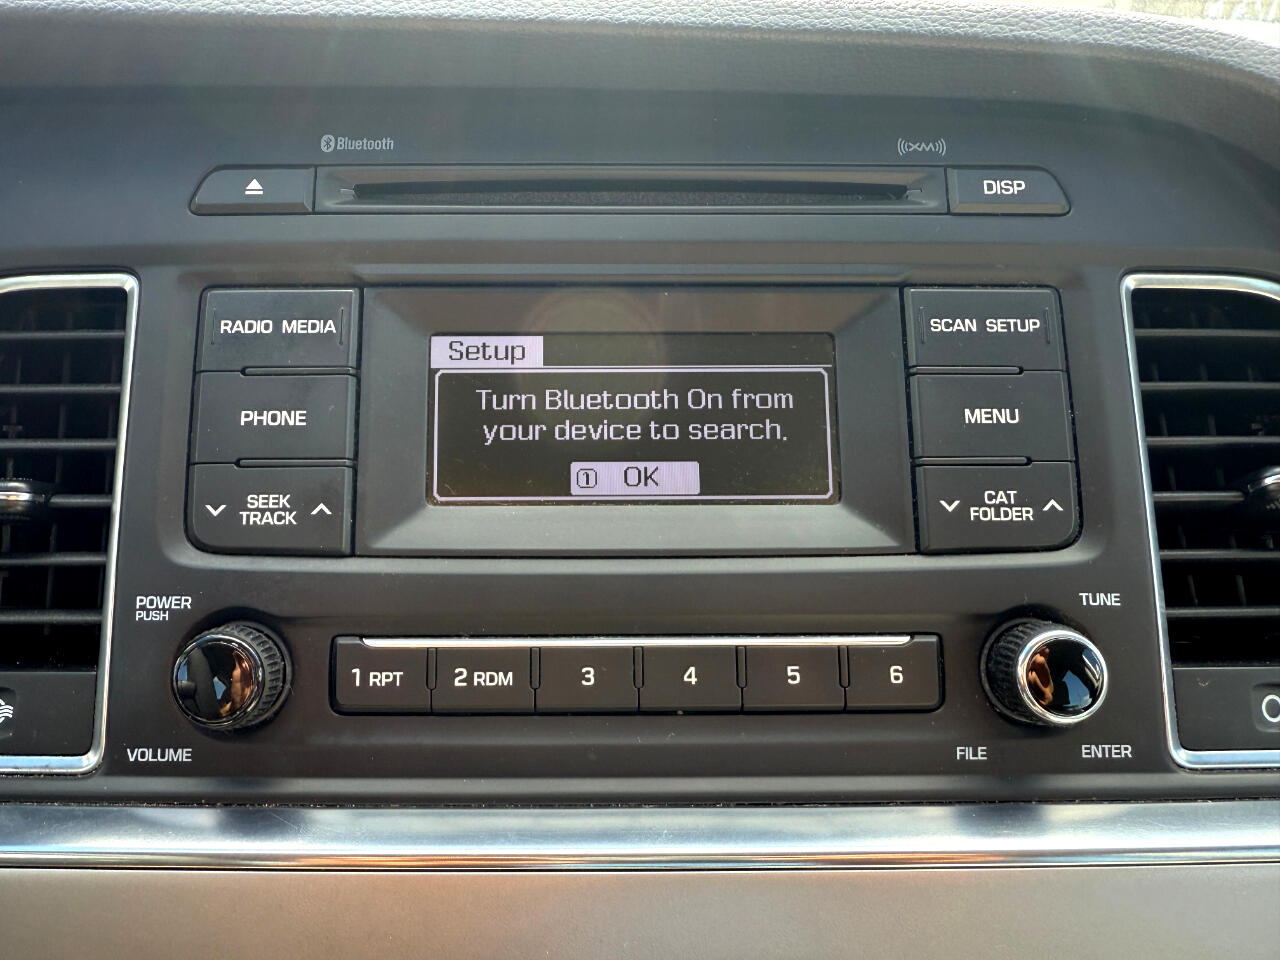 Bluetooth
((XM))
DISP
RADIO MEDIA
SCAN SETUP
Setup
Turn Bluetooth On from
your device to search.
1 OK
PHONE
MENU
SEEK
TRACK
CAT
FOLDER
POWER
PUSH
TUNE
1 RPT
2 RDM
3
4
5
6
VOLUME
FILE
ENTER